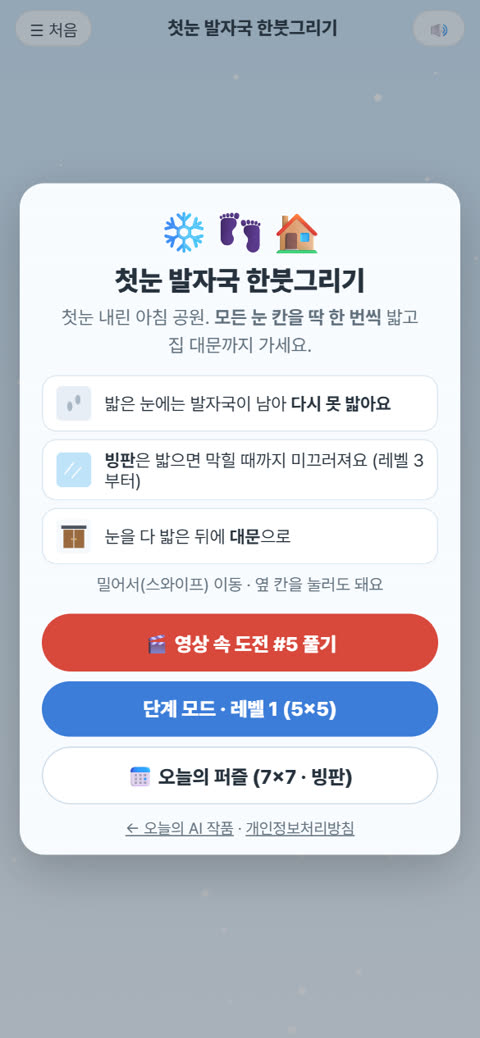 ☰ 처음
첫눈 발자국 한붓그리기
첫눈 발자국 한붓그리기
첫눈 내린 아침 공원. 모든 눈 칸을 딱 한 번씩 밟고
집 대문까지 가세요.
밟은 눈에는 발자국이 남아 다시 못 밟아요
빙판은 밟으면 막힐 때까지 미끄러져요 (레벨 3
부터)
눈을 다 밟은 뒤에 대문으로
밀어서(스와이프) 이동 · 옆 칸을 눌러도 돼요
영상 속 도전 #5 풀기
단계 모드 · 레벨 1 (5×5)
오늘의 퍼즐 (7×7 · 빙판)
← 오늘의 AI 작품 · 개인정보처리방침